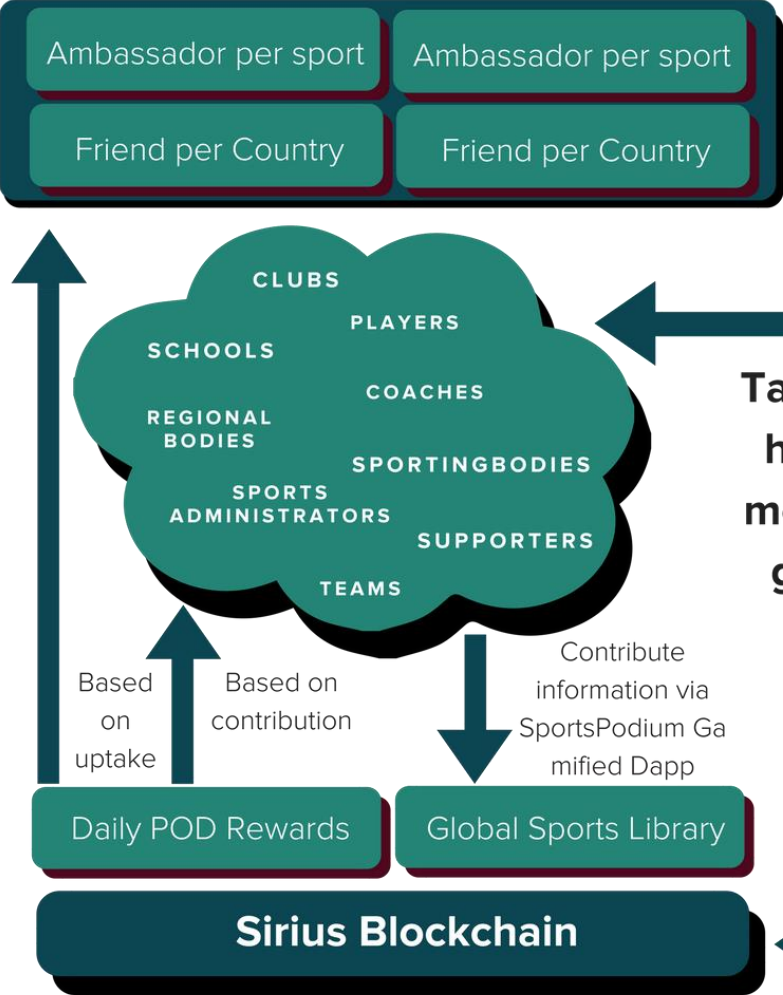 Ambassador per sport
Ambassador per sport
Friend per Country
Friend per Country
CLUBS
PLAYERS
SCHOOLS
COACHES
REGIONAL
BODIES
SPORTINGBODIES
SPORTS
ADMINISTRATORS
SUPPORTERS
TEAMS
Based
on
uptake
Based on
contribution
Contribute
information via
SportsPodium Ga
mified Dapp
Daily POD Rewards
Global Sports Library
Sirius Blockchain